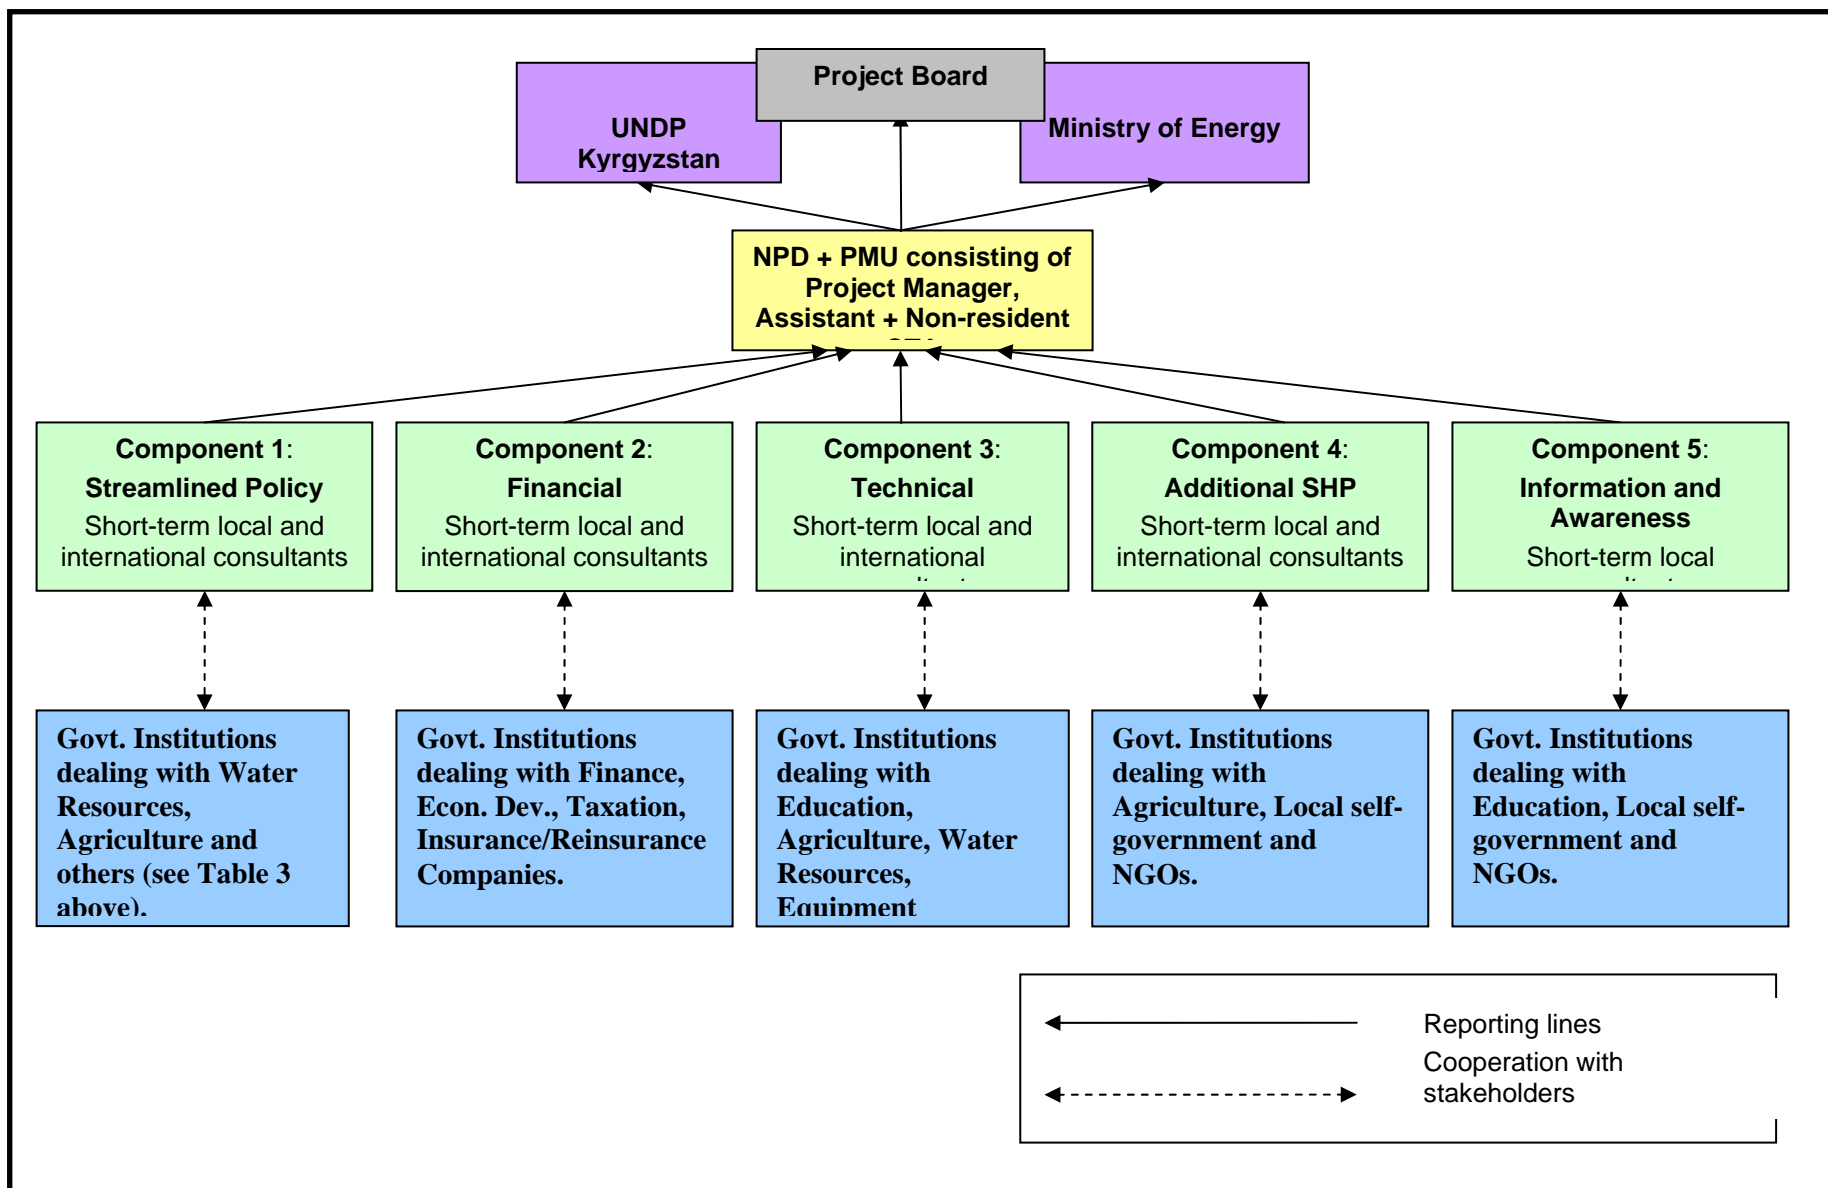 Project Board
UNDP
Kyrgyzstan
Ministry of Energy
NPD + PMU consisting of
Project Manager,
Assistant + Non-resident
Component 1:
Streamlined Policy
Short-term local and
international consultants
Component 2:
Financial
Short-term local and
international consultants
Component 3:
Technical
Short-term local and
international
Component 4:
Additional SHP
Short-term local and
international consultants
Component 5:
Information and
Awareness
Short-term local
Govt. Institutions
dealing with Water
Resources,
Agriculture and
others (see Table 3
above).
Govt. Institutions
dealing with Finance,
Econ. Dev., Taxation,
Insurance/Reinsurance
Companies.
Govt. Institutions
dealing with
Education,
Agriculture, Water
Resources,
Equipment
Govt. Institutions
dealing with
Agriculture, Local self-
government and
NGOs.
Govt. Institutions
dealing with
Education, Local self-
government and
NGOs.
Reporting lines
Cooperation with
stakeholders